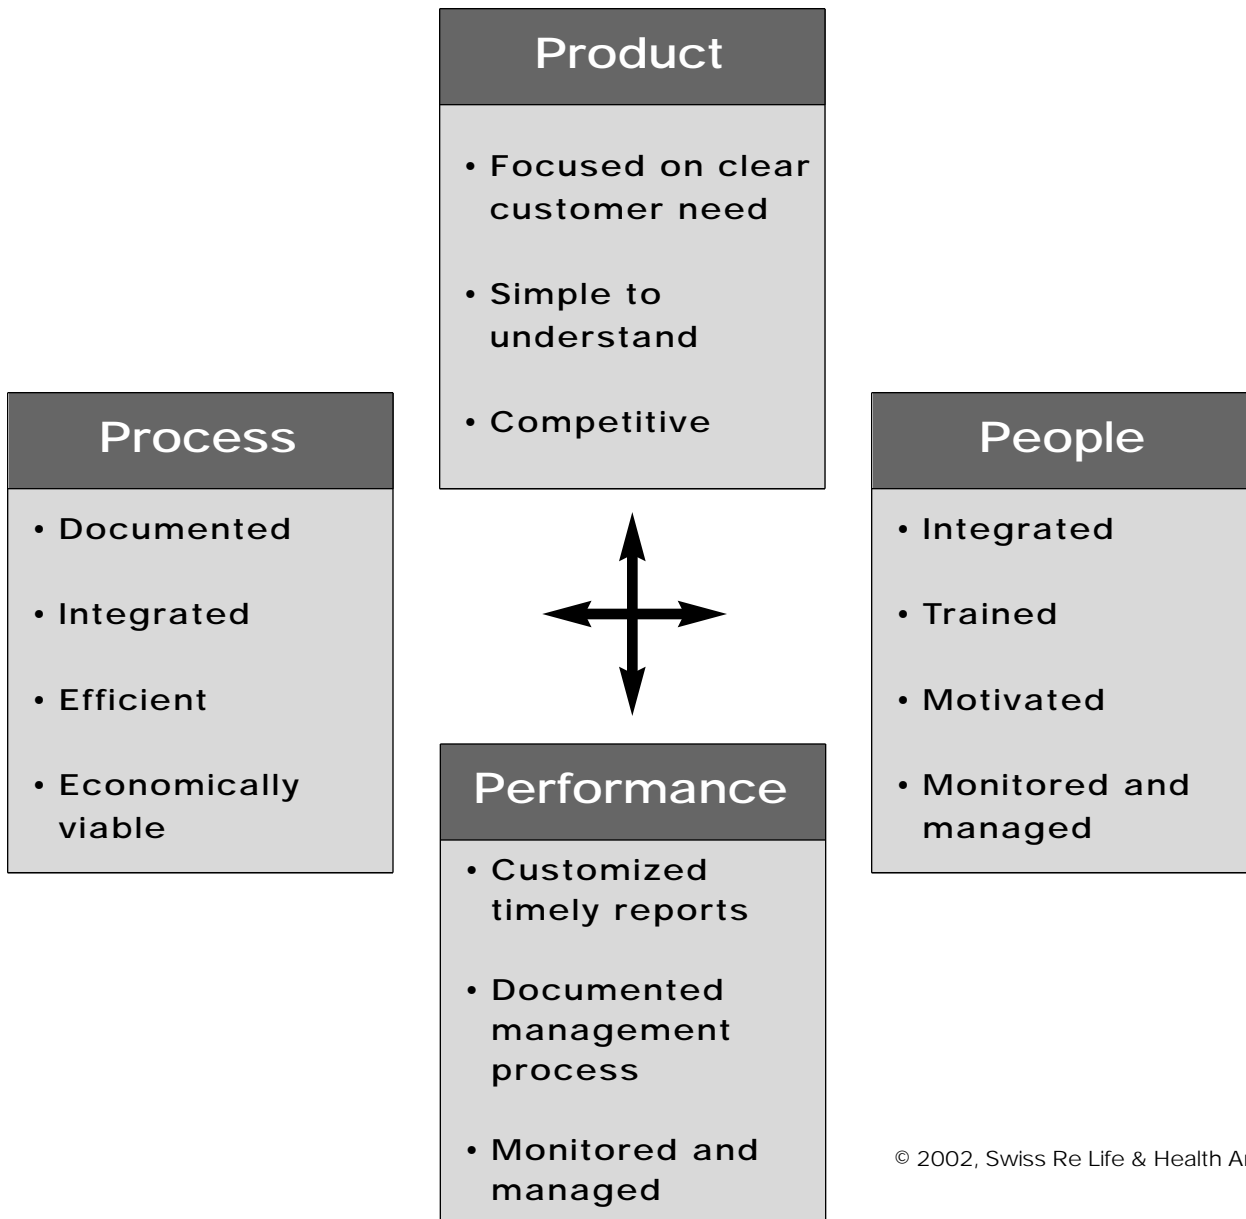 Product
• Focused on clear
customer need
• Simple to
understand
• Competitive
Process
• Documented
• Integrated
• Efficient
• Economically
viable
People
• Integrated
• Trained
• Motivated
• Monitored and
managed
Performance
• Customized
timely reports
• Documented
management
process
• Monitored and
managed
© 2002, Swiss Re Life & Health